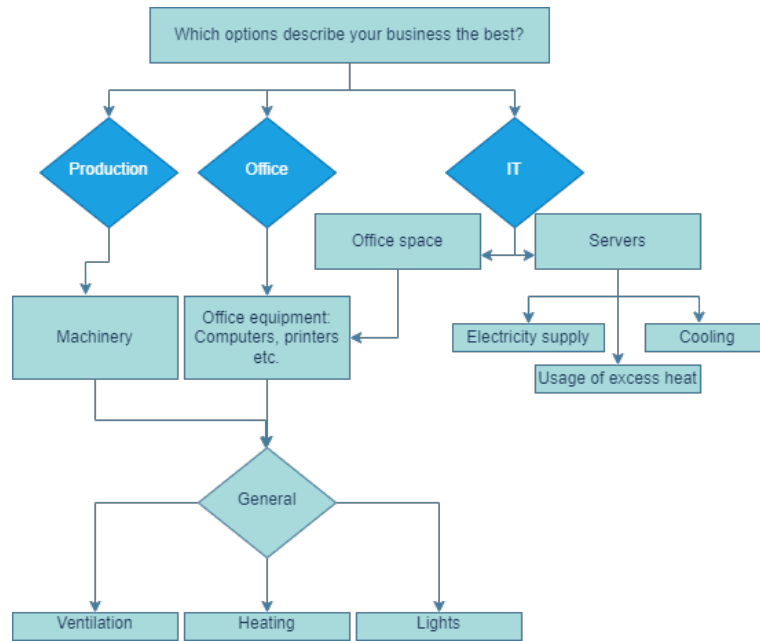 Which options describe your business the best?
Production
Office
IT
Office space
Servers
Machinery
Office equipment:
Computers, printers
etc.
Electricity supply
Cooling
Usage of excess heat
General
Ventilation
Heating
Lights